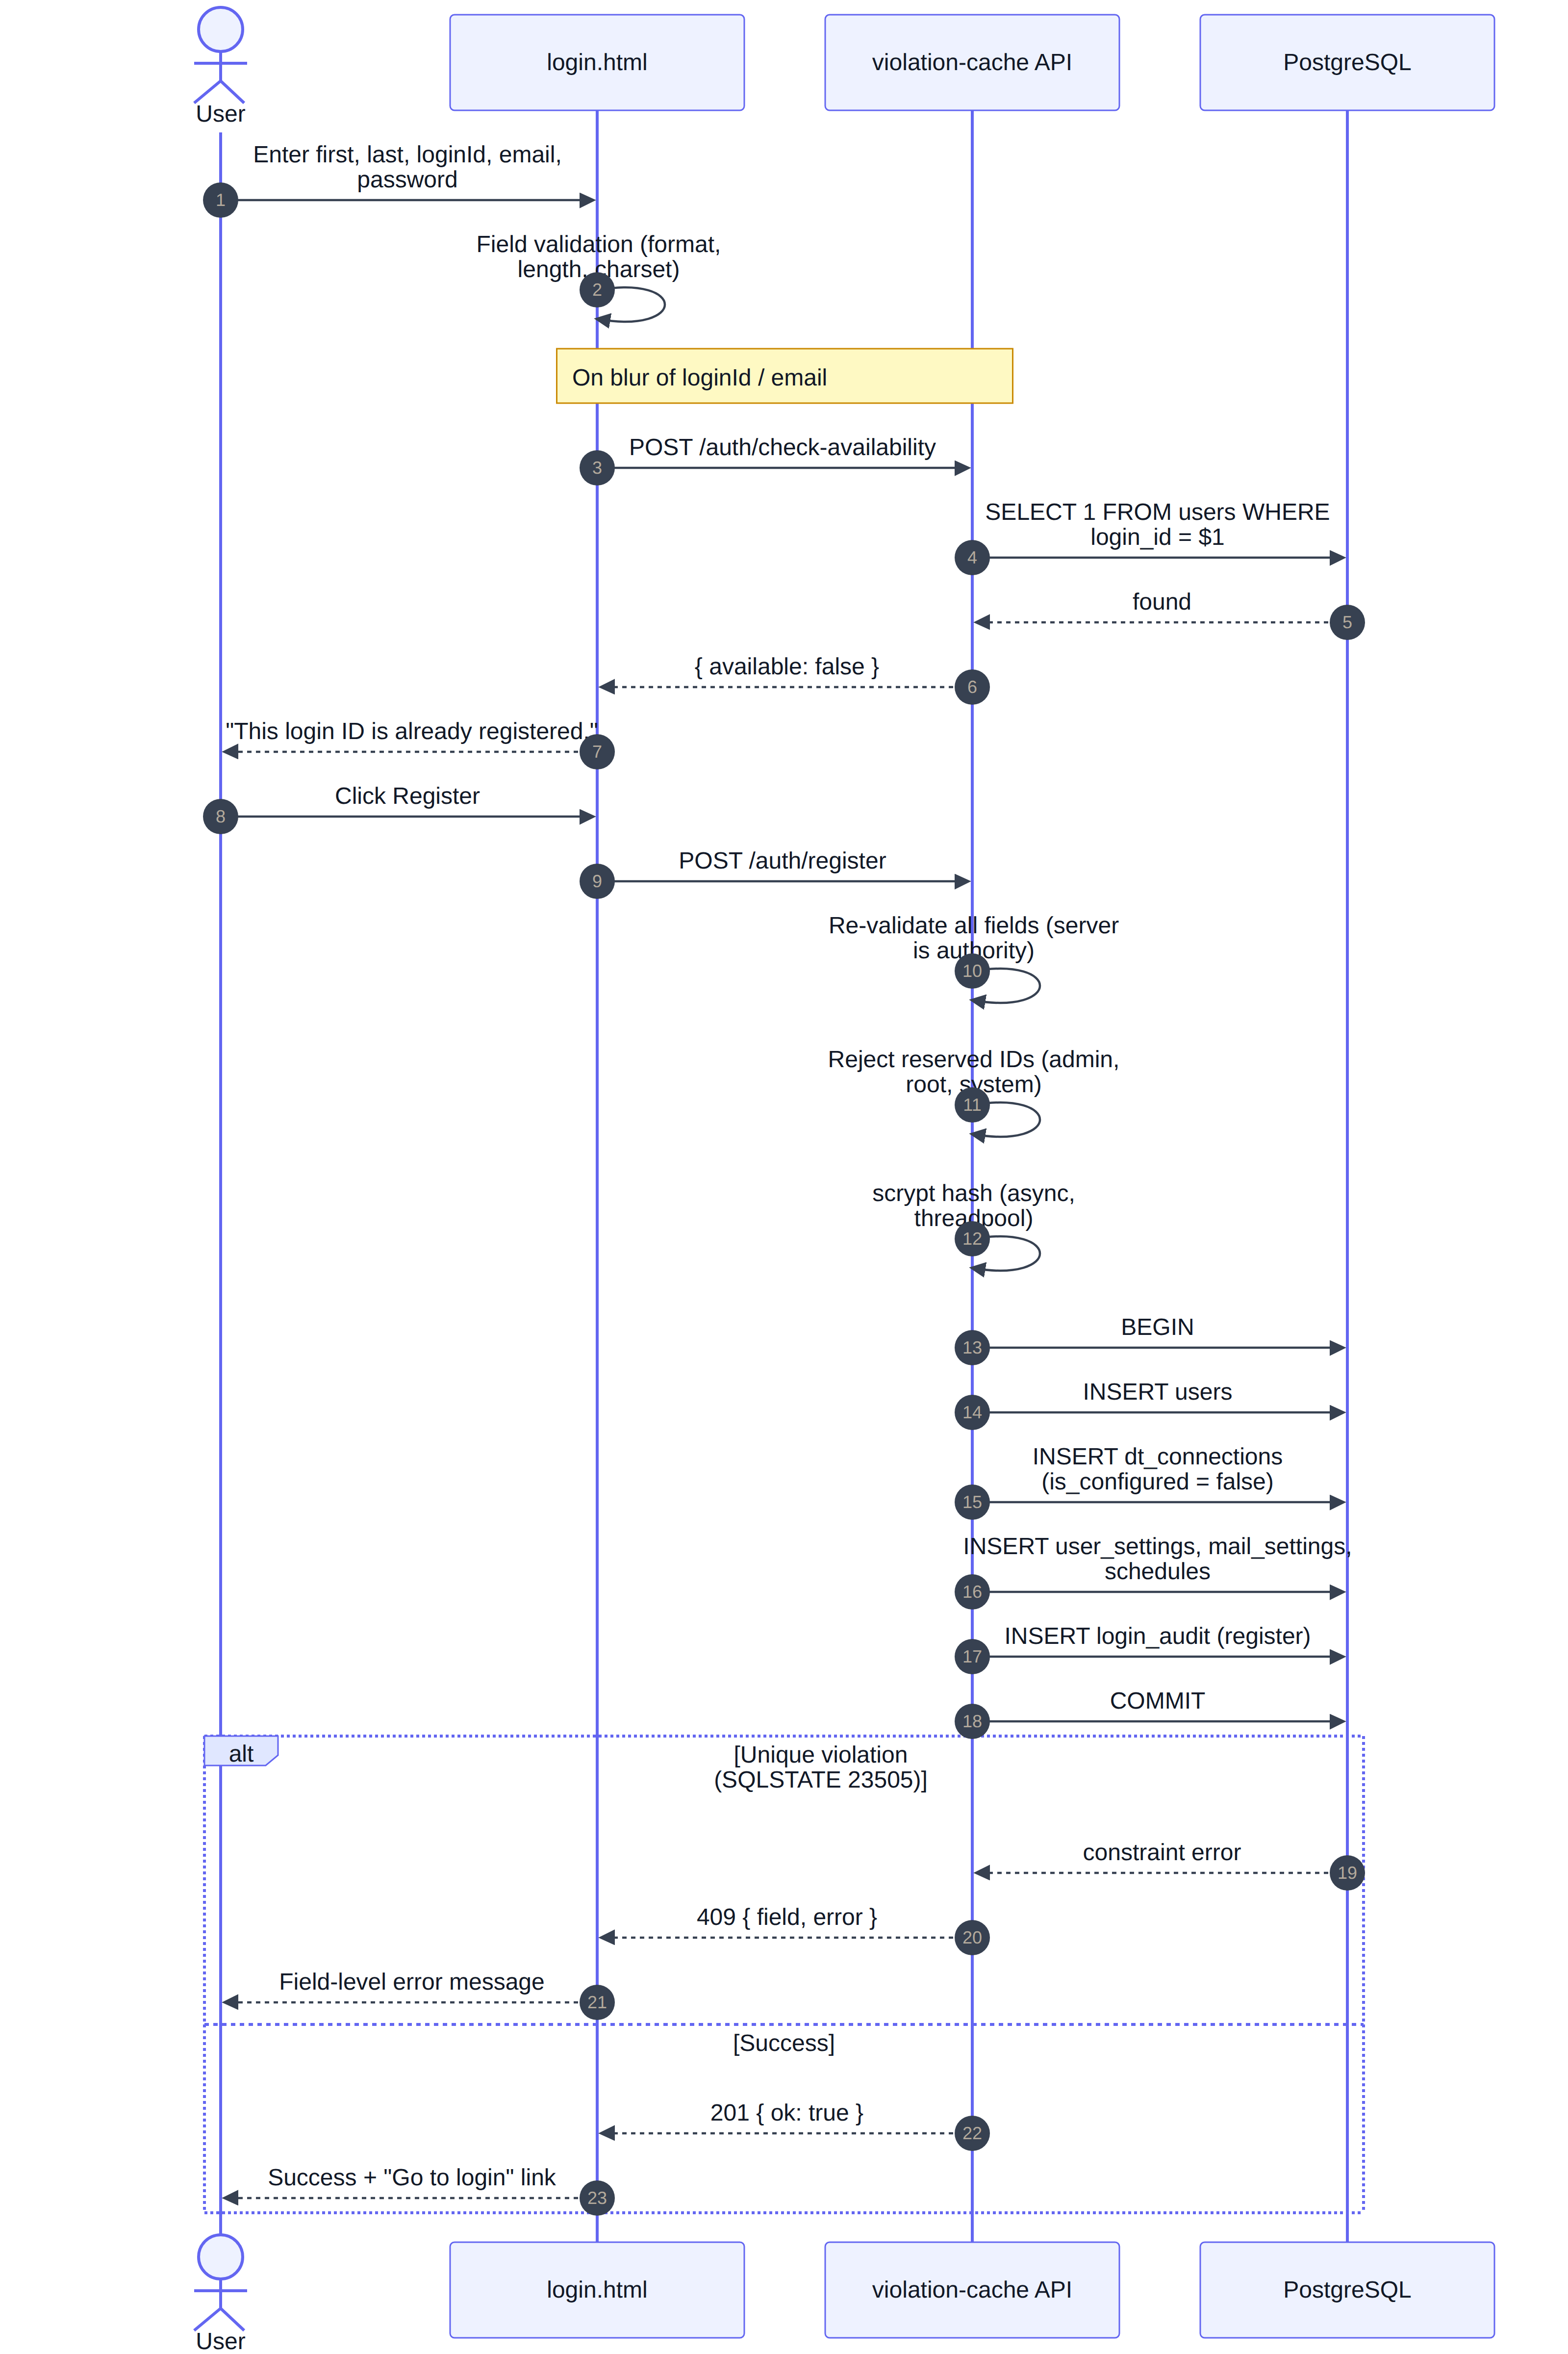 User
login.html
violation-cache API
PostgreSQL
Enter first, last, loginId, email,
password
1
Field validation (format,
length, charset)
2
On blur of loginId / email
POST /auth/check-availability
3
SELECT 1 FROM users WHERE
login_id = $1
4
found
5
{ available: false }
6
"This login ID is already registered."
7
Click Register
8
POST /auth/register
9
Re-validate all fields (server
is authority)
10
Reject reserved IDs (admin,
root, system)
11
scrypt hash (async,
threadpool)
12
BEGIN
13
INSERT users
14
INSERT dt_connections
(is_configured = false)
15
INSERT user_settings, mail_settings,
schedules
16
INSERT login_audit (register)
17
COMMIT
18
alt
[Unique violation
(SQLSTATE 23505)]
constraint error
19
409 { field, error }
20
Field-level error message
21
[Success]
201 { ok: true }
22
Success + "Go to login" link
23
User
login.html
violation-cache API
PostgreSQL